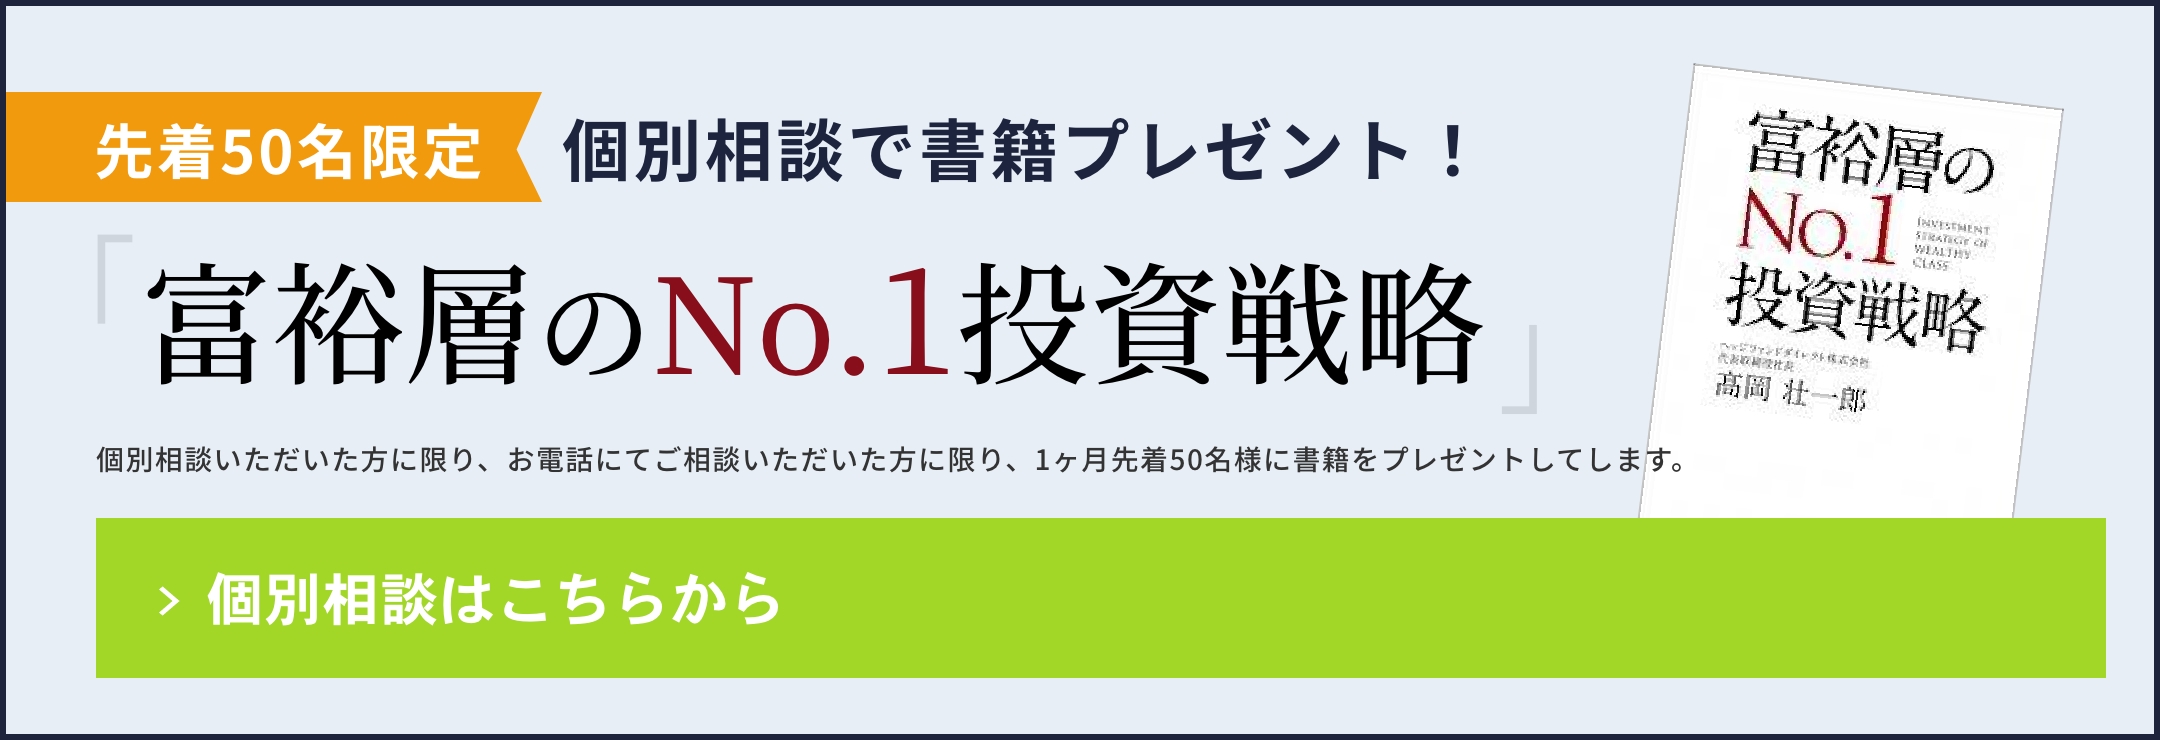 先着50名限定
個別相談で書籍プレゼント！
「富裕層のNo.1投資戦略」
個別相談いただいた方に限り、お電話にてご相談いただいた方に限り、1ヶ月先着50名様に書籍をプレゼントしてします。
> 個別相談はこちらから
富裕層の
No.1
INVESTMENT
STRATEGY OF
WEALTHY
CLASS
投資戦略
ヘッジファンドダイレクト株式会社
代表取締役社長
高岡 壮一郎